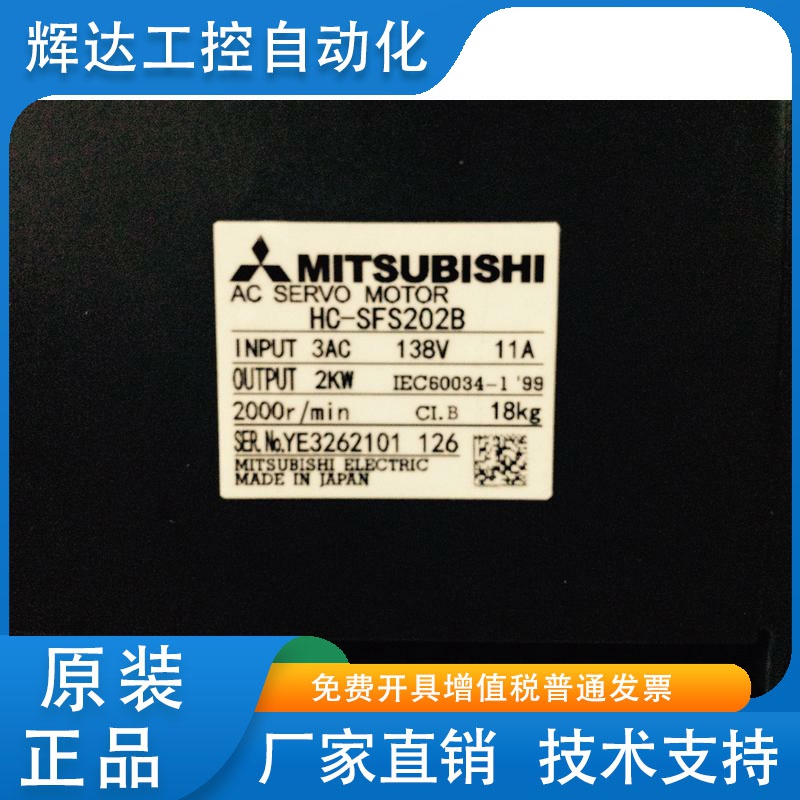 辉达工控自动化
MITSUBISHI
AC SERVO MOTOR
HC-SFS202B
INPUT 3AC 138V 11A
OUTPUT 2KW IEC60034-1 '99
2000r/min CI.B 18kg
SER.No.YE3262101 126
MITSUBISHI ELECTRIC
MADE IN JAPAN
原装
正品
免费开具增值税普通发票
厂家直销 技术支持